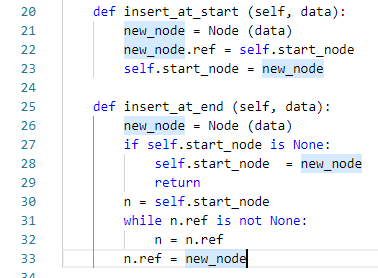 20 def insert_at_start (self, data):
21 new_node = Node (data)
22 new_node.ref = self.start_node
23 self.start_node = new_node
24
25 def insert_at_end (self, data):
26 new_node = Node (data)
27 if self.start_node is None:
28 self.start_node  = new_node
29 return
30 n = self.start_node
31 while n.ref is not None:
32 n = n.ref
33 n.ref = new_node